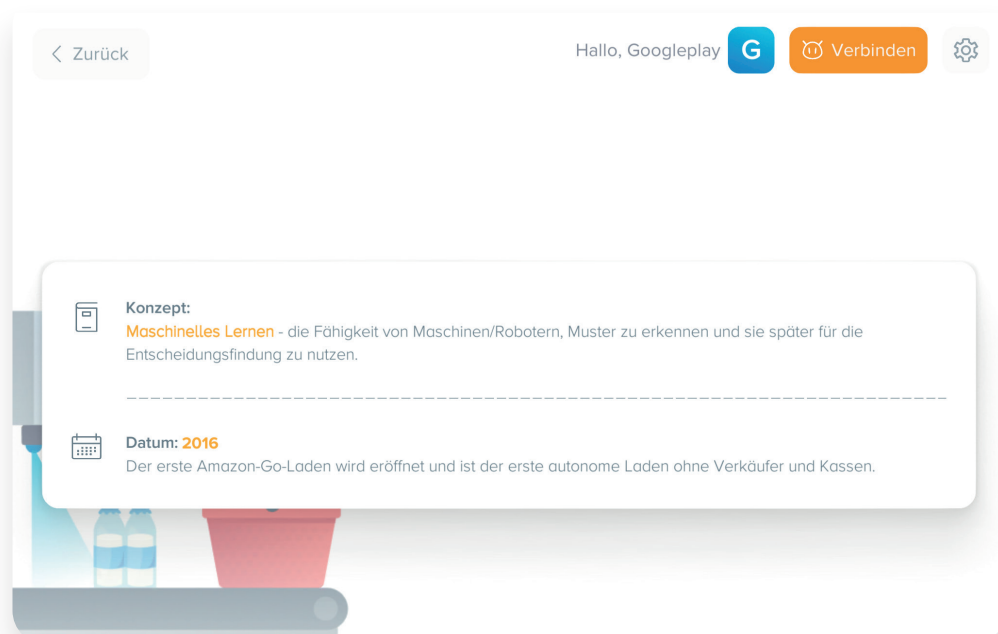 Zurück
Hallo, Googleplay
G
Verbinden
Konzept:
Maschinelles Lernen - die Fähigkeit von Maschinen/Robotern, Muster zu erkennen und sie später für die
Entscheidungsfindung zu nutzen.
Datum: 2016
Der erste Amazon-Go-Laden wird eröffnet und ist der erste autonome Laden ohne Verkäufer und Kassen.